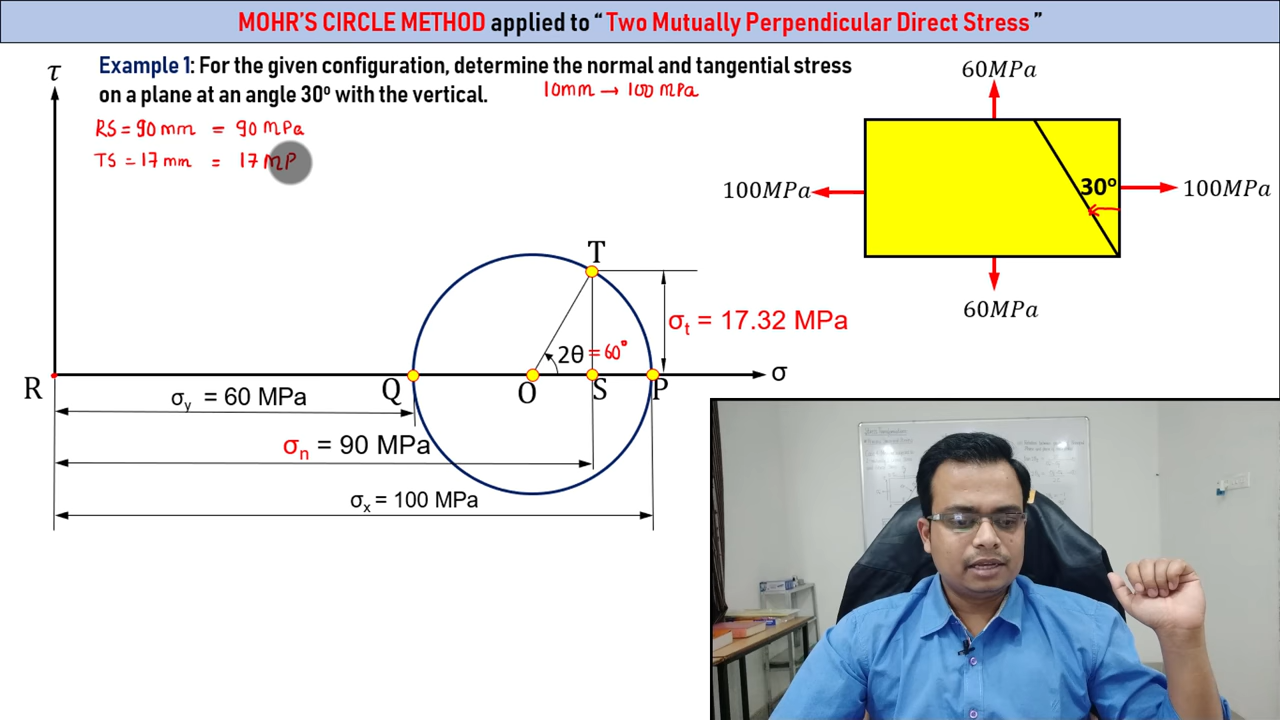 MOHR'S CIRCLE METHOD applied to “ Two Mutually Perpendicular Direct Stress ”
τ
Example 1: For the given configuration, determine the normal and tangential stress
on a plane at an angle 30º with the vertical.
10mm → 100 MPa
RS = 90 mm = 90 MPa
TS = 17 mm = 17 MP
60MPa
100MPa
30º
100MPa
60MPa
T
σt = 17.32 MPa
2θ = 60°
R
Q
O
S
P
σ
σy = 60 MPa
σn = 90 MPa
σx = 100 MPa